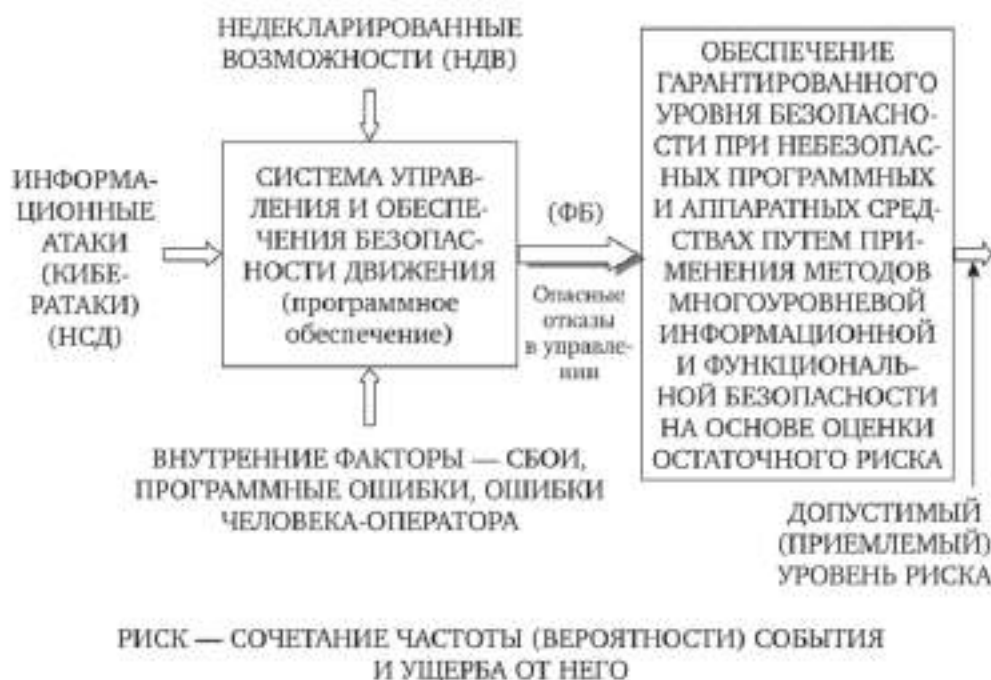 НЕДЕКЛАРИРОВАННЫЕ
ВОЗМОЖНОСТИ (НДВ)
ИНФОРМА-
ЦИОННЫЕ
АТАКИ
(КИБЕ-
РАТАКИ)
(НСД)
СИСТЕМА УПРАВ-
ЛЕНИЯ И ОБЕСПЕ-
ЧЕНИЯ БЕЗОПАС-
НОСТИ ДВИЖЕНИЯ
(программное
обеспечение)
ВНУТРЕННИЕ ФАКТОРЫ — СБОИ,
ПРОГРАММНЫЕ ОШИБКИ, ОШИБКИ
ЧЕЛОВЕКА-ОПЕРАТОРА
(ФБ)
Опасные
отказы
в управле-
нии
ОБЕСПЕЧЕНИЕ
ГАРАНТИРОВАННОГО
УРОВНЯ БЕЗОПАСНО-
СТИ ПРИ НЕБЕЗОПАС-
НЫХ ПРОГРАММНЫХ
И АППАРАТНЫХ СРЕД-
СТВАХ ПУТЕМ ПРИ-
МЕНЕНИЯ МЕТОДОВ
МНОГОУРОВНЕВОЙ
ИНФОРМАЦИОННОЙ
И ФУНКЦИОНАЛЬ-
НОЙ БЕЗОПАСНОСТИ
НА ОСНОВЕ ОЦЕНКИ
ОСТАТОЧНОГО РИСКА
ДОПУСТИМЫЙ
(ПРИЕМЛЕМЫЙ)
УРОВЕНЬ РИСКА
РИСК — СОЧЕТАНИЕ ЧАСТОТЫ (ВЕРОЯТНОСТИ) СОБЫТИЯ
И УЩЕРБА ОТ НЕГО